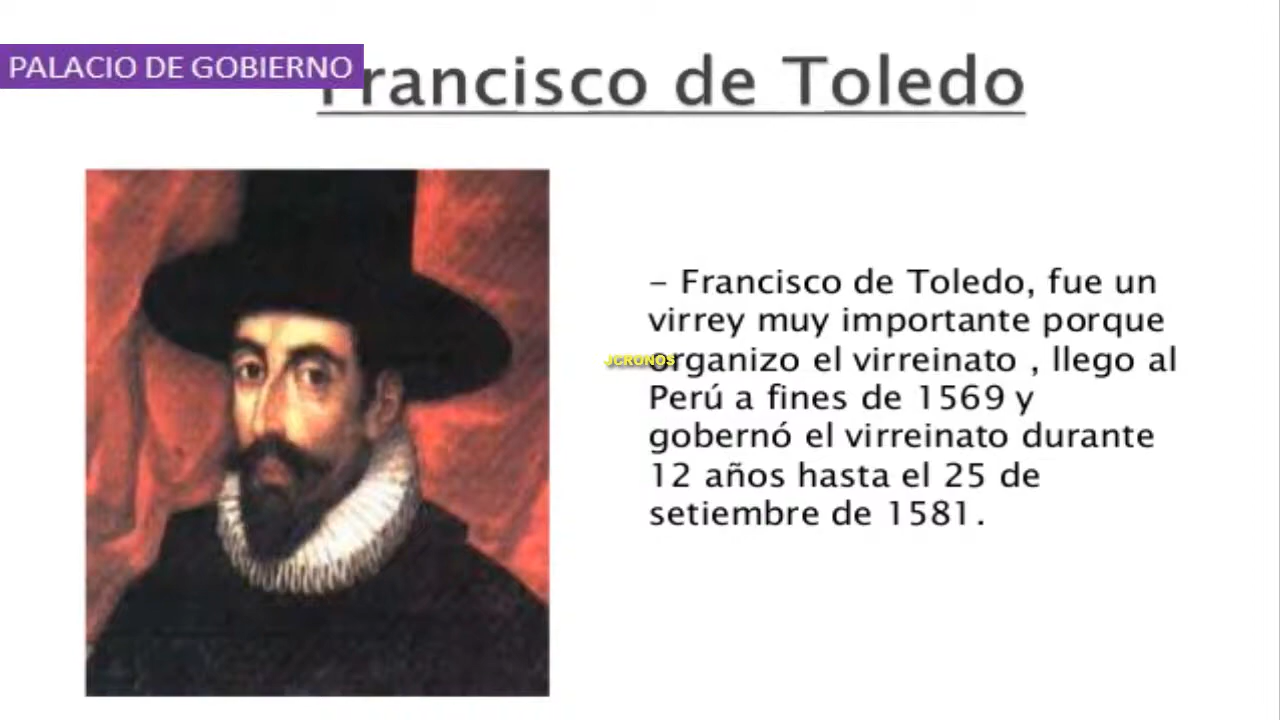 PALACIO DE GOBIERNO
Francisco de Toledo
- Francisco de Toledo, fue un
virrey muy importante porque
organizo el virreinato , llego al
JCRONOS
Perú a fines de 1569 y
gobernó el virreinato durante
12 años hasta el 25 de
setiembre de 1581.